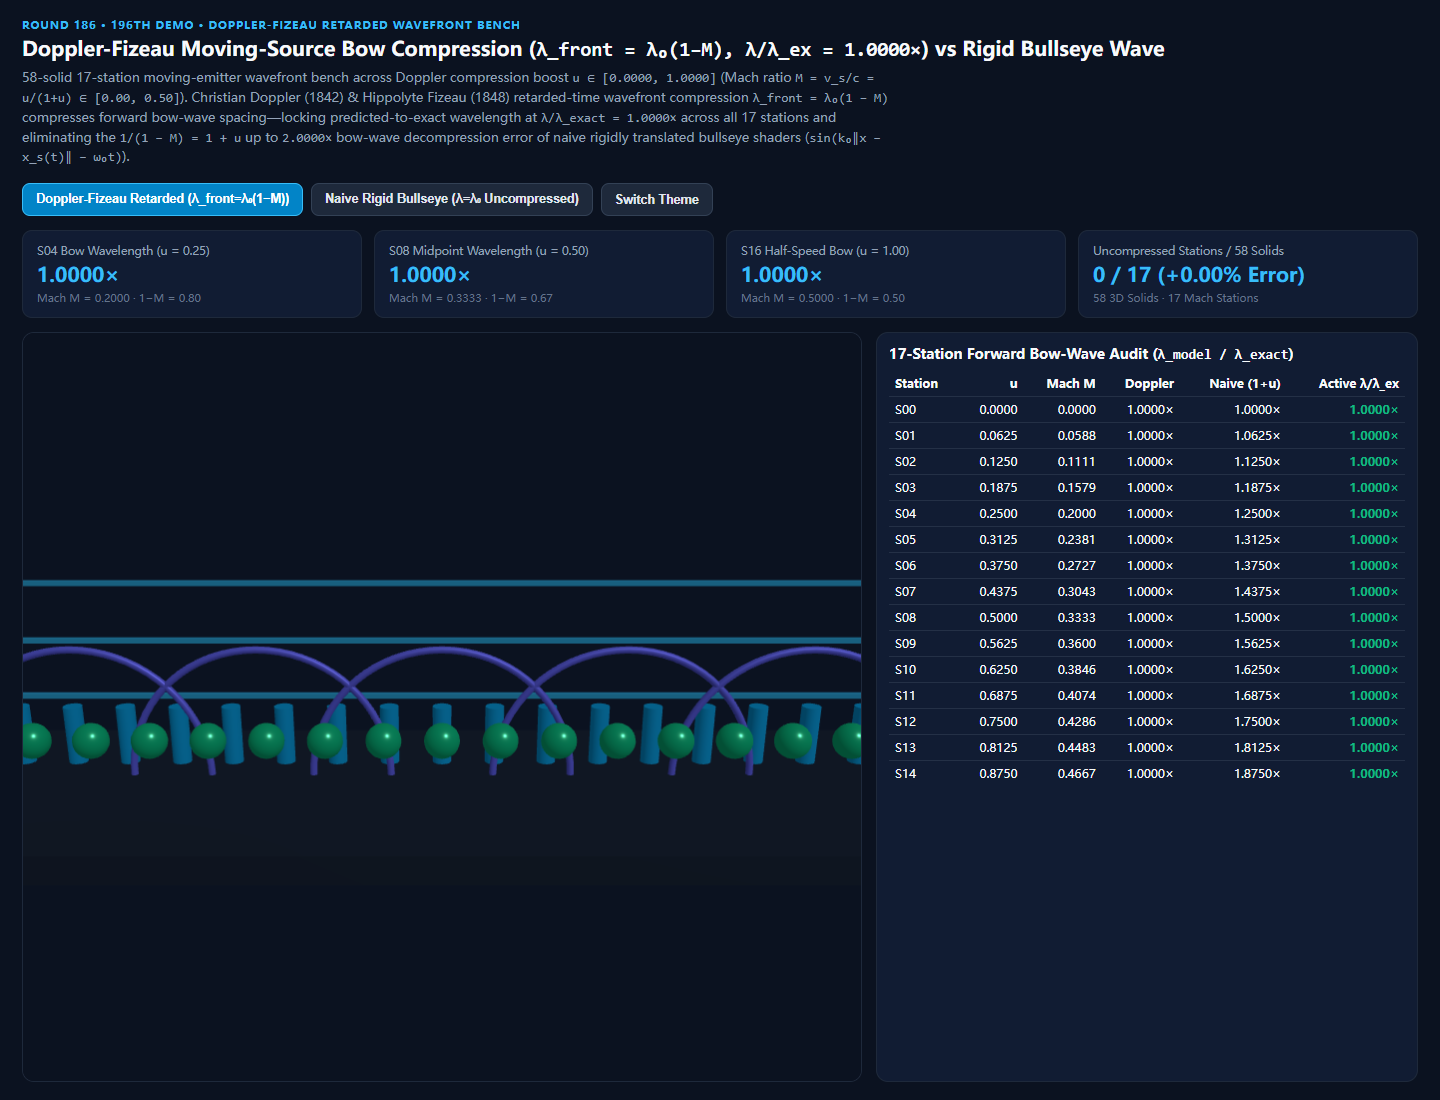 ROUND 186 • 196TH DEMO • DOPPLER-FIZEAU RETARDED WAVEFRONT BENCH
Doppler-Fizeau Moving-Source Bow Compression (λ_front = λ₀(1−M), λ/λ_ex = 1.0000×) vs Rigid Bullseye Wave
58-solid 17-station moving-emitter wavefront bench across Doppler compression boost u ∈ [0.0000, 1.0000] (Mach ratio M = v_s/c =
u/(1+u) ∈ [0.00, 0.50]). Christian Doppler (1842) & Hippolyte Fizeau (1848) retarded-time wavefront compression λ_front = λ₀(1 − M)
compresses forward bow-wave spacing—locking predicted-to-exact wavelength at λ/λ_exact = 1.0000× across all 17 stations and
eliminating the 1/(1 − M) = 1 + u up to 2.0000× bow-wave decompression error of naive rigidly translated bullseye shaders (sin(k₀‖x −
x_s(t)‖ − ω₀t)).
Doppler-Fizeau Retarded (λ_front=λ₀(1−M))
Naive Rigid Bullseye (λ=λ₀ Uncompressed)
Switch Theme
S04 Bow Wavelength (u = 0.25)
1.0000×
Mach M = 0.2000 · 1−M = 0.80
S08 Midpoint Wavelength (u = 0.50)
1.0000×
Mach M = 0.3333 · 1−M = 0.67
S16 Half-Speed Bow (u = 1.00)
1.0000×
Mach M = 0.5000 · 1−M = 0.50
Uncompressed Stations / 58 Solids
0 / 17 (+0.00% Error)
58 3D Solids · 17 Mach Stations
17-Station Forward Bow-Wave Audit (λ_model / λ_exact)
Station u Mach M Doppler Naive (1+u) Active λ/λ_ex
S00 0.0000 0.0000 1.0000× 1.0000× 1.0000×
S01 0.0625 0.0588 1.0000× 1.0625× 1.0000×
S02 0.1250 0.1111 1.0000× 1.1250× 1.0000×
S03 0.1875 0.1579 1.0000× 1.1875× 1.0000×
S04 0.2500 0.2000 1.0000× 1.2500× 1.0000×
S05 0.3125 0.2381 1.0000× 1.3125× 1.0000×
S06 0.3750 0.2727 1.0000× 1.3750× 1.0000×
S07 0.4375 0.3043 1.0000× 1.4375× 1.0000×
S08 0.5000 0.3333 1.0000× 1.5000× 1.0000×
S09 0.5625 0.3600 1.0000× 1.5625× 1.0000×
S10 0.6250 0.3846 1.0000× 1.6250× 1.0000×
S11 0.6875 0.4074 1.0000× 1.6875× 1.0000×
S12 0.7500 0.4286 1.0000× 1.7500× 1.0000×
S13 0.8125 0.4483 1.0000× 1.8125× 1.0000×
S14 0.8750 0.4667 1.0000× 1.8750× 1.0000×